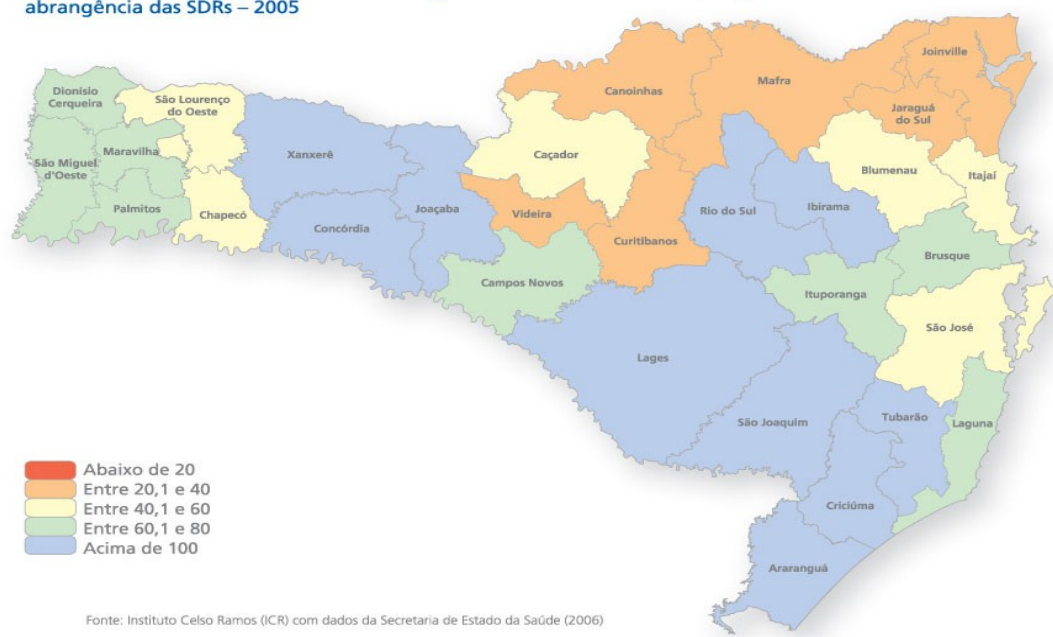 abrangência das SDRs – 2005
Joinville
Mafra
Canoinhas
Dionísio
Cerqueira
São Lourenço
do Oeste
Jaraguá
do Sul
Maravilha
Xanxerê
Caçador
São Miguel
d'Oeste
Blumenau
Itajaí
Palmitos
Chapecó
Joaçaba
Videira
Rio do Sul
Ibirama
Concórdia
Curitibanos
Brusque
Campos Novos
Ituporanga
São José
Lages
São Joaquim
Tubarão
Laguna
Criciúma
Araranguá
Abaixo de 20
Entre 20,1 e 40
Entre 40,1 e 60
Entre 60,1 e 80
Acima de 100
Fonte: Instituto Celso Ramos (ICR) com dados da Secretaria de Estado da Saúde (2006)